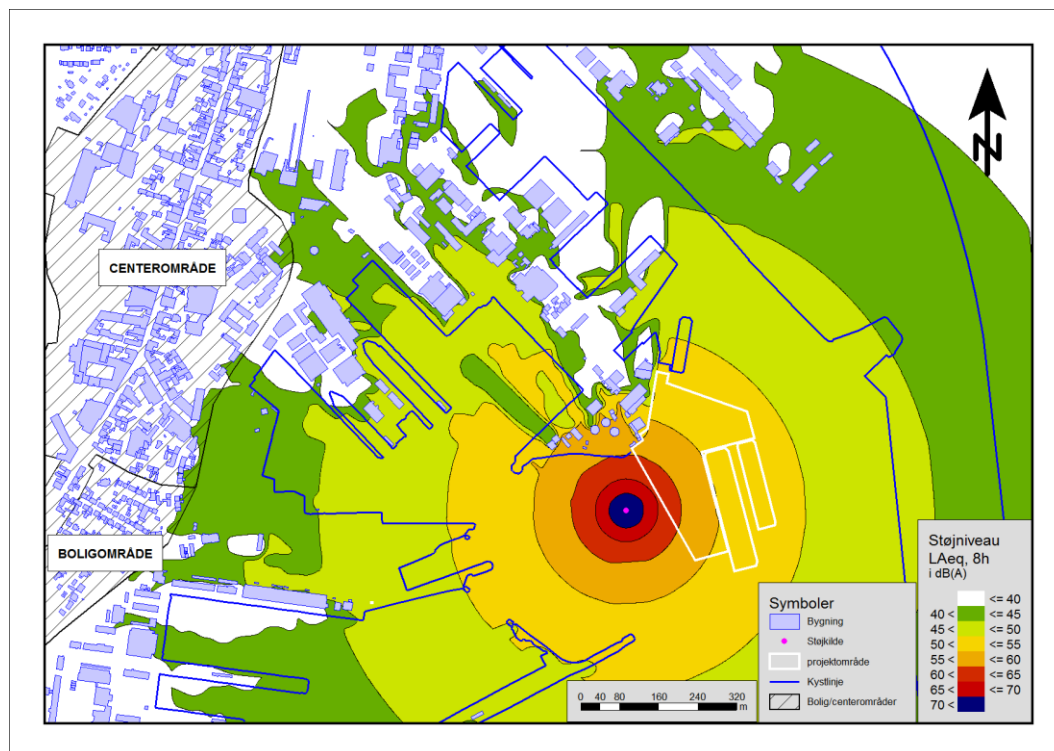 N
CENTEROMRÅDE
BOLIGOMRÅDE
Symboler
Bygning
Støjkilde
projektområde
Kystlinje
Bolig/centerområder
0 40 80 160 240 320
m
Støjniveau
LAeq, 8h
i dB(A)
<= 40
40 < <= 45
45 < <= 50
50 < <= 55
55 < <= 60
60 < <= 65
65 < <= 70
70 <